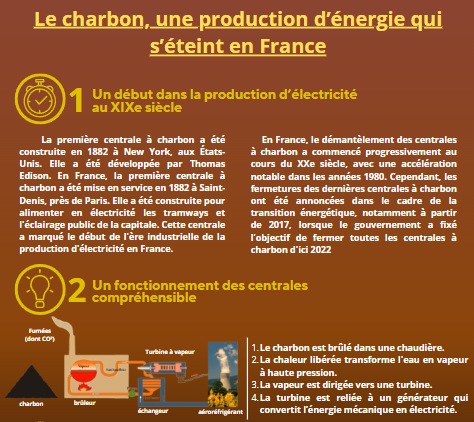 Le charbon, une production d'énergie qui
s'éteint en France
1 Un début dans la production d'électricité
au XIXe siècle
La première centrale à charbon a été
construite en 1882 à New York, aux États-
Unis. Elle a été développée par Thomas
Edison. En France, la première centrale à
charbon a été mise en service en 1882 à Saint-
Denis, près de Paris. Elle a été construite pour
alimenter en électricité les tramways et
l'éclairage public de la capitale. Cette centrale
a marqué le début de l'ère industrielle de la
production d'électricité en France.
En France, le démantèlement des centrales
à charbon a commencé progressivement au
cours du XXe siècle, avec une accélération
notable dans les années 1980. Cependant, les
fermetures des dernières centrales à charbon
ont été annoncées dans le cadre de la
transition énergétique, notamment à partir
de 2017, lorsque le gouvernement a fixé
l'objectif de fermer toutes les centrales à
charbon d'ici 2022
2 Un fonctionnement des centrales
compréhensible
Fumées
(dont CO²)
Turbine à vapeur
charbon
brûleur
échangeur
aéroréfrigérant
1. Le charbon est brûlé dans une chaudière.
2. La chaleur libérée transforme l'eau en vapeur
à haute pression.
3. La vapeur est dirigée vers une turbine.
4. La turbine est reliée à un générateur qui
convertit l'énergie mécanique en électricité.